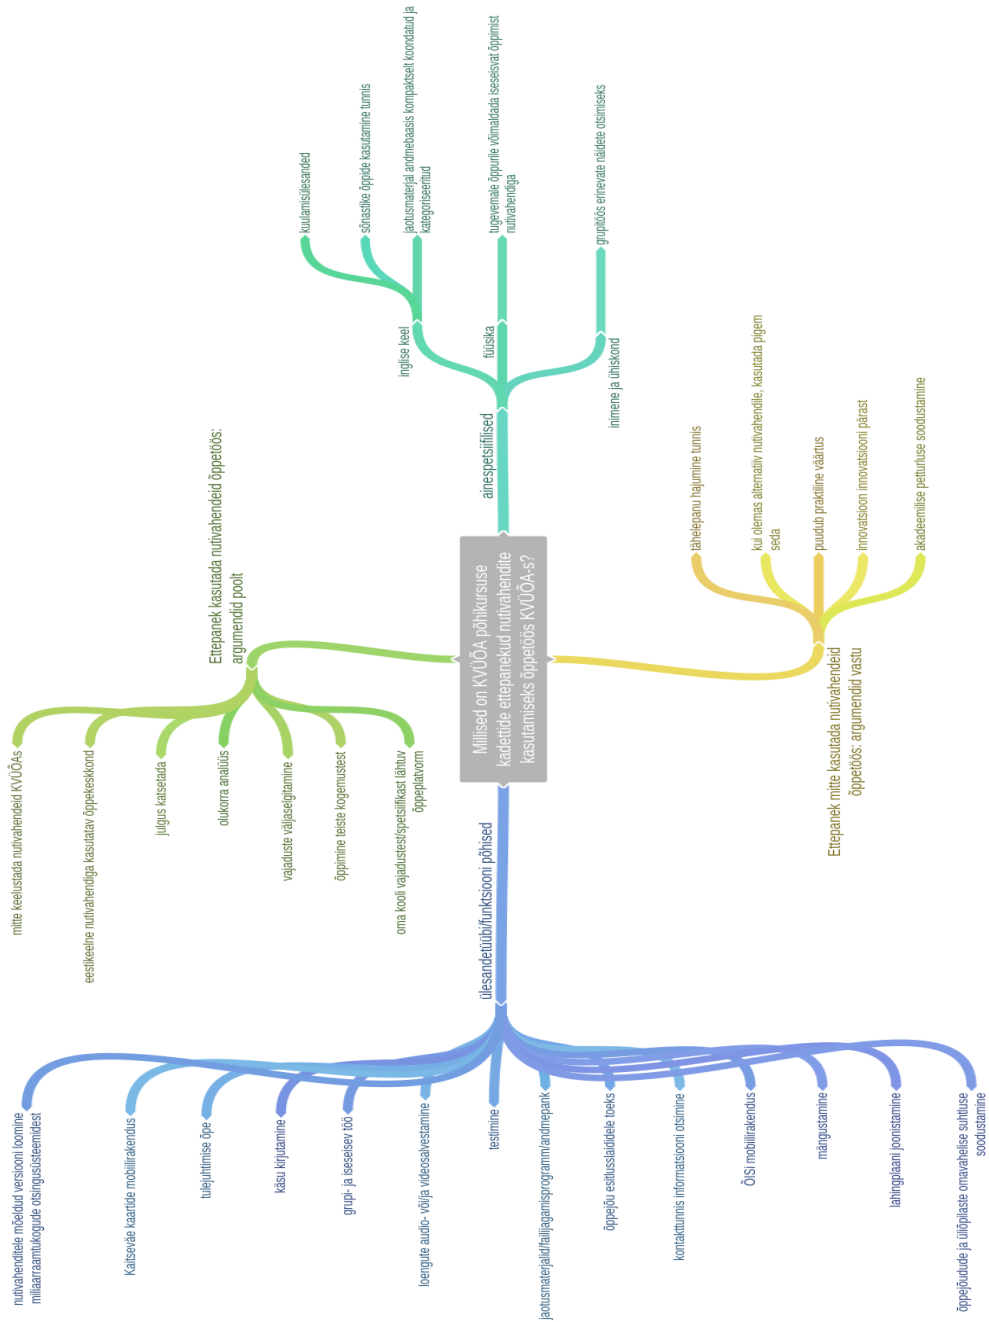 Millised on KVÜÕA põhikursuse
kadettide ettepanekud nutivahendite
kasutamiseks õppetöös KVÜÕA-s?
Ettepanek kasutada nutivahendeid õppetöös:
argumendid poolt
mitte keelustada nutivahendeid KVÜÕAs
eestikeelne nutivahendiga kasutatav õppekeskkond
julgus katsetada
olukorra analüüs
vajaduste väljaselgitamine
õppimine teiste kogemustest
oma kooli vajadustest/spetsiifikast lähtuv
õppeplatvorm
ainespetsiifilised
inglise keel
kuulamisülesanded
sõnastike õppide kasutamine tunnis
jaotusmaterjal andmebaasis kompaktselt koondatud ja
kategoriseeritud
füüsika
tugevemale õppurile võimaldada iseseisvat õppimist
nutivahendiga
inimene ja ühiskond
grupitöös erinevate näidete otsimiseks
Ettepanek mitte kasutada nutivahendeid
õppetöös: argumendid vastu
tähelepanu hajumine tunnis
kui olemas alternatiiv nutivahendile, kasutada pigem
seda
puudub praktiline väärtus
innovatsioon innovatsiooni pärast
akadeemilise petturluse soodustamine
ülesandetüübi/funktsiooni põhised
nutivahenditele mõeldud versiooni loomine
miliaarraamtukogude otsingusüsteemidest
Kaitseväe kaartide mobiilirakendus
tulejuhtimise õpe
käsu kirjutamine
grupi- ja iseseisev töö
loengute audio- või/ja videosalvestamine
testimine
jaotusmaterjalid/failijagamisprogramm/andmepank
õppejõu esitlusslaididele toeks
kontakttunnis informatsiooni otsimine
ÕISi mobiilirakendus
mängustamine
lahingplaani joonistamine
õppejõudude ja üliõpilaste omavahelise suhtluse
soodustamine